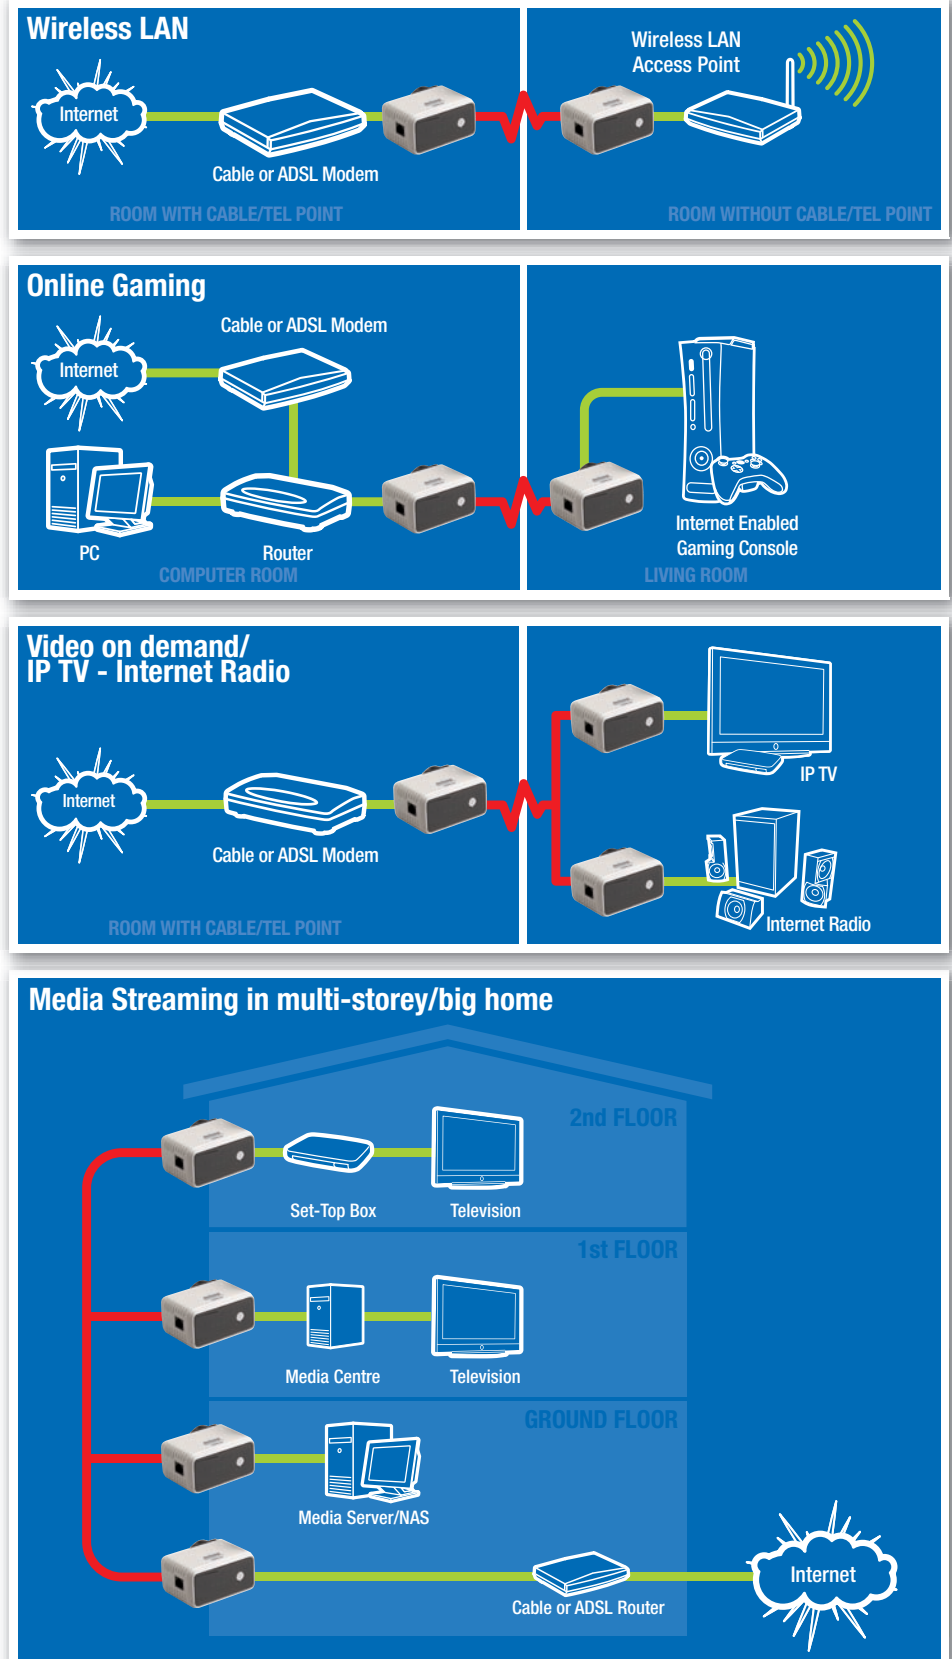 Wireless LAN
Wireless LAN
Access Point
Internet
Cable or ADSL Modem
ROOM WITH CABLE/TEL POINT
ROOM WITHOUT CABLE/TEL POINT
Online Gaming
Cable or ADSL Modem
Internet
PC
Router
Internet Enabled
Gaming Console
COMPUTER ROOM
LIVING ROOM
Video on demand/
IP TV - Internet Radio
IP TV
Internet
Cable or ADSL Modem
Internet Radio
ROOM WITH CABLE/TEL POINT
Media Streaming in multi-storey/big home
2nd FLOOR
Set-Top Box
Television
1st FLOOR
Media Centre
Television
GROUND FLOOR
Media Server/NAS
Internet
Cable or ADSL Router